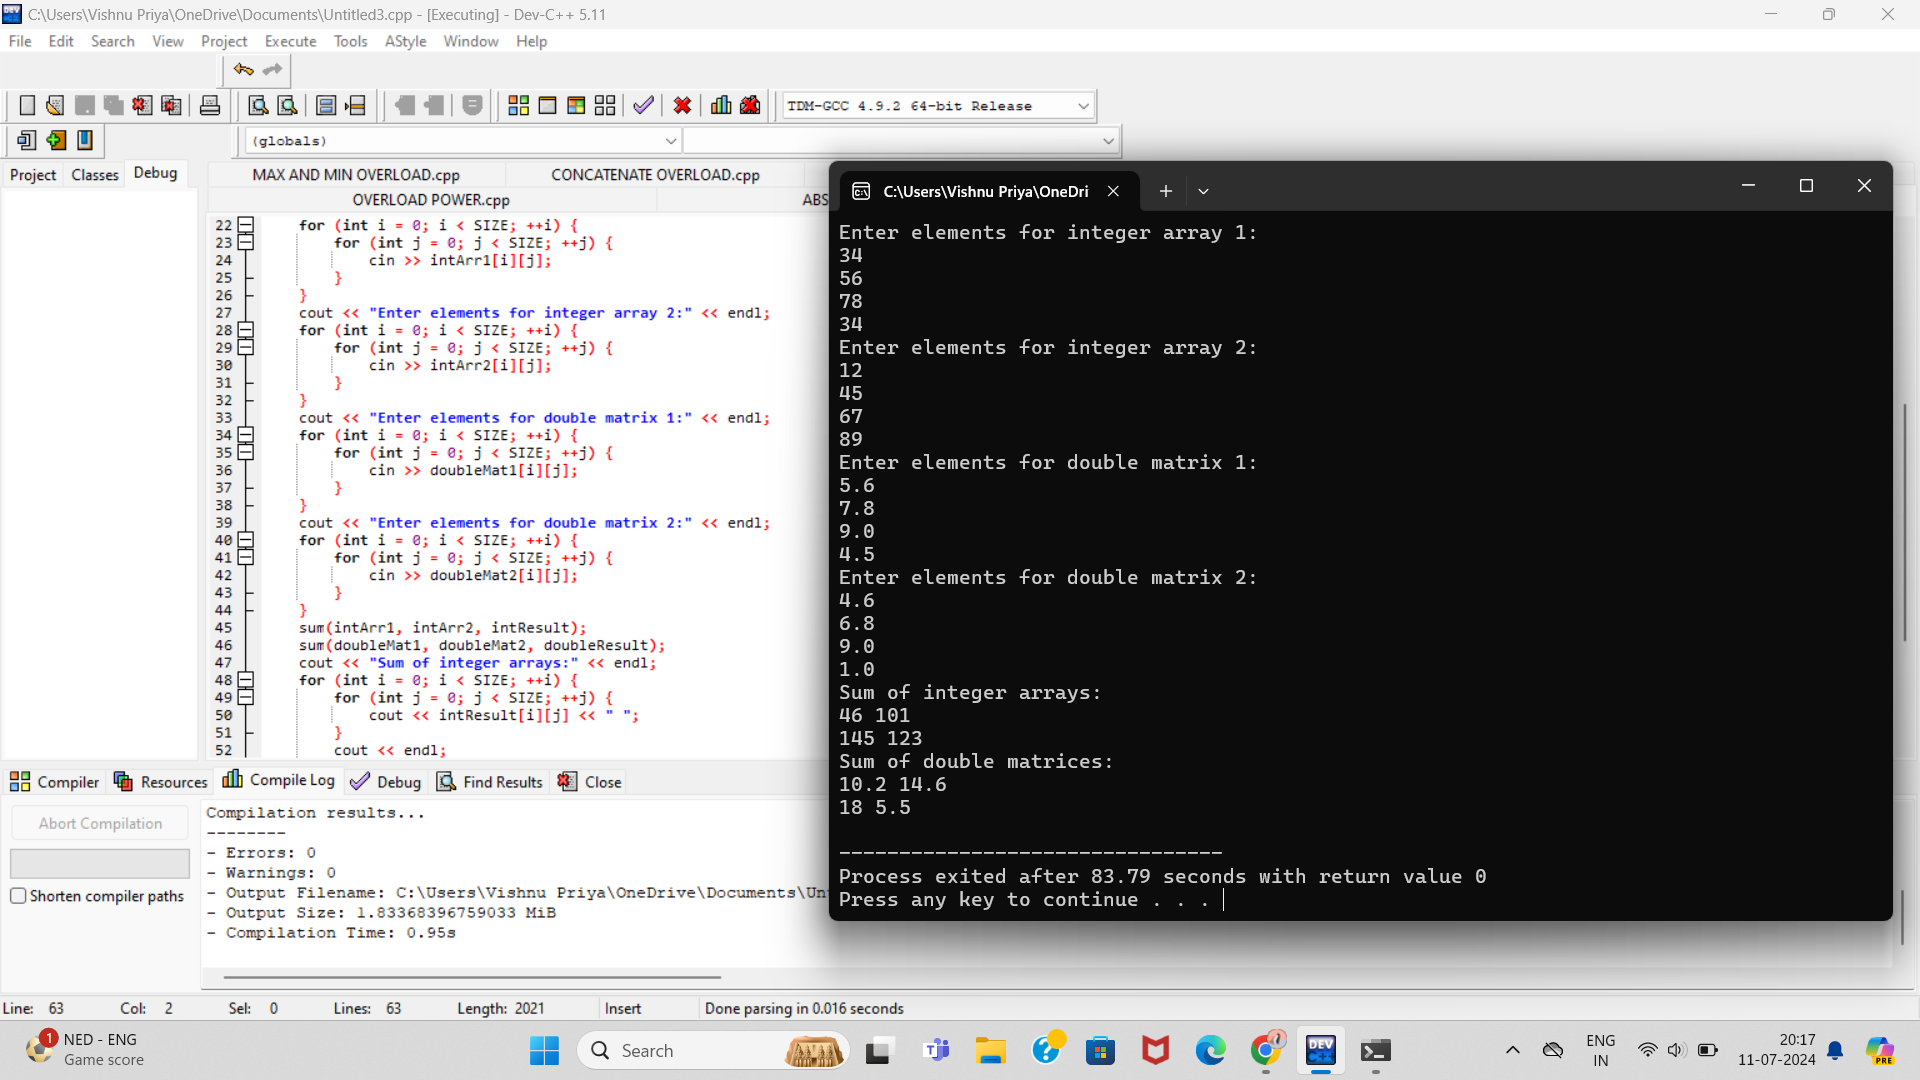 C:\Users\Vishnu Priya\OneDrive\Documents\Untitled3.cpp - [Executing] - Dev-C++ 5.11
File Edit Search View Project Execute Tools AStyle Window Help
TDM-GCC 4.9.2 64-bit Release
(globals)
Project Classes Debug
MAX AND MIN OVERLOAD.cpp CONCATENATE OVERLOAD.cpp
OVERLOAD POWER.cpp ABS
22 for (int i = 0; i < SIZE; ++i) {
23 for (int j = 0; j < SIZE; ++j) {
24 cin >> intArr1[i][j];
25 }
26 }
27 cout << "Enter elements for integer array 2:" << endl;
28 for (int i = 0; i < SIZE; ++i) {
29 for (int j = 0; j < SIZE; ++j) {
30 cin >> intArr2[i][j];
31 }
32 }
33 cout << "Enter elements for double matrix 1:" << endl;
34 for (int i = 0; i < SIZE; ++i) {
35 for (int j = 0; j < SIZE; ++j) {
36 cin >> doubleMat1[i][j];
37 }
38 }
39 cout << "Enter elements for double matrix 2:" << endl;
40 for (int i = 0; i < SIZE; ++i) {
41 for (int j = 0; j < SIZE; ++j) {
42 cin >> doubleMat2[i][j];
43 }
44 }
45 sum(intArr1, intArr2, intResult);
46 sum(doubleMat1, doubleMat2, doubleResult);
47 cout << "Sum of integer arrays:" << endl;
48 for (int i = 0; i < SIZE; ++i) {
49 for (int j = 0; j < SIZE; ++j) {
50 cout << intResult[i][j] << " ";
51 }
52 cout << endl;
C:\Users\Vishnu Priya\OneDri
Enter elements for integer array 1:
34
56
78
34
Enter elements for integer array 2:
12
45
67
89
Enter elements for double matrix 1:
5.6
7.8
9.0
4.5
Enter elements for double matrix 2:
4.6
6.8
9.0
1.0
Sum of integer arrays:
46 101
145 123
Sum of double matrices:
10.2 14.6
18 5.5
--------------------------------
Process exited after 83.79 seconds with return value 0
Press any key to continue . . .
Compiler Resources Compile Log Debug Find Results Close
Abort Compilation
Shorten compiler paths
Compilation results...
--------
- Errors: 0
- Warnings: 0
- Output Filename: C:\Users\Vishnu Priya\OneDrive\Documents\Un
- Output Size: 1.83368396759033 MiB
- Compilation Time: 0.95s
Line: 63 Col: 2 Sel: 0 Lines: 63 Length: 2021 Insert Done parsing in 0.016 seconds
1
NED - ENG
Game score
Search
DEV
PRE
ENG
IN
20:17
11-07-2024